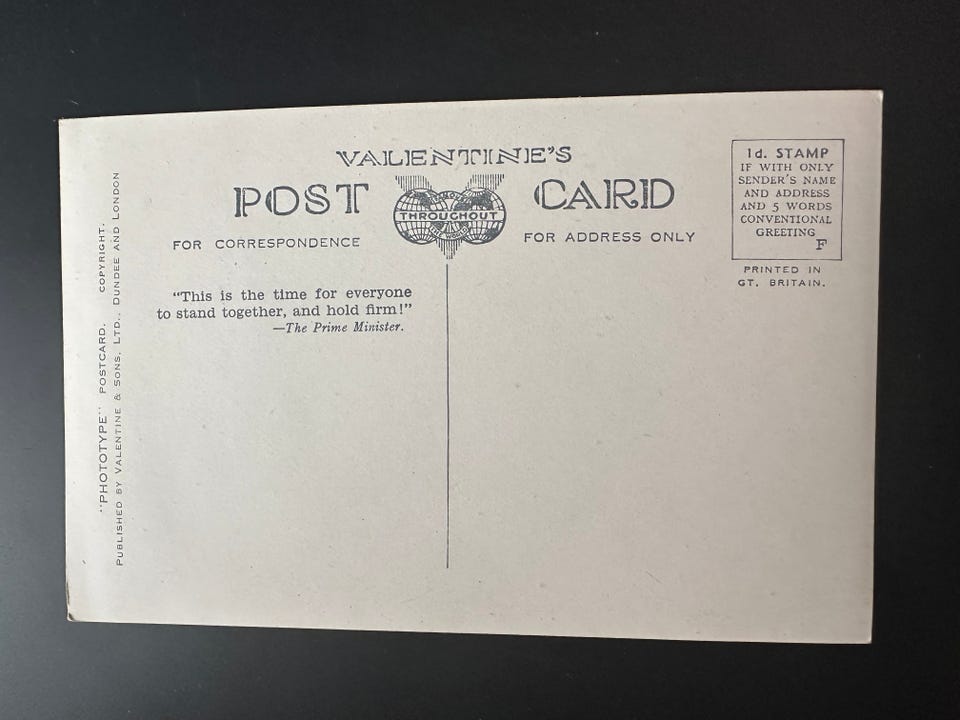 VALENTINE'S
POST CARD
THROUGHOUT
THE WORLD
FOR CORRESPONDENCE
FOR ADDRESS ONLY
1d. STAMP
IF WITH ONLY
SENDER'S NAME
AND ADDRESS
AND 5 WORDS
CONVENTIONAL
GREETING
F
PRINTED IN
GT. BRITAIN.
"This is the time for everyone
to stand together, and hold firm!"
—The Prime Minister.
"PHOTOTYPE" POSTCARD. COPYRIGHT.
PUBLISHED BY VALENTINE & SONS, LTD., DUNDEE AND LONDON